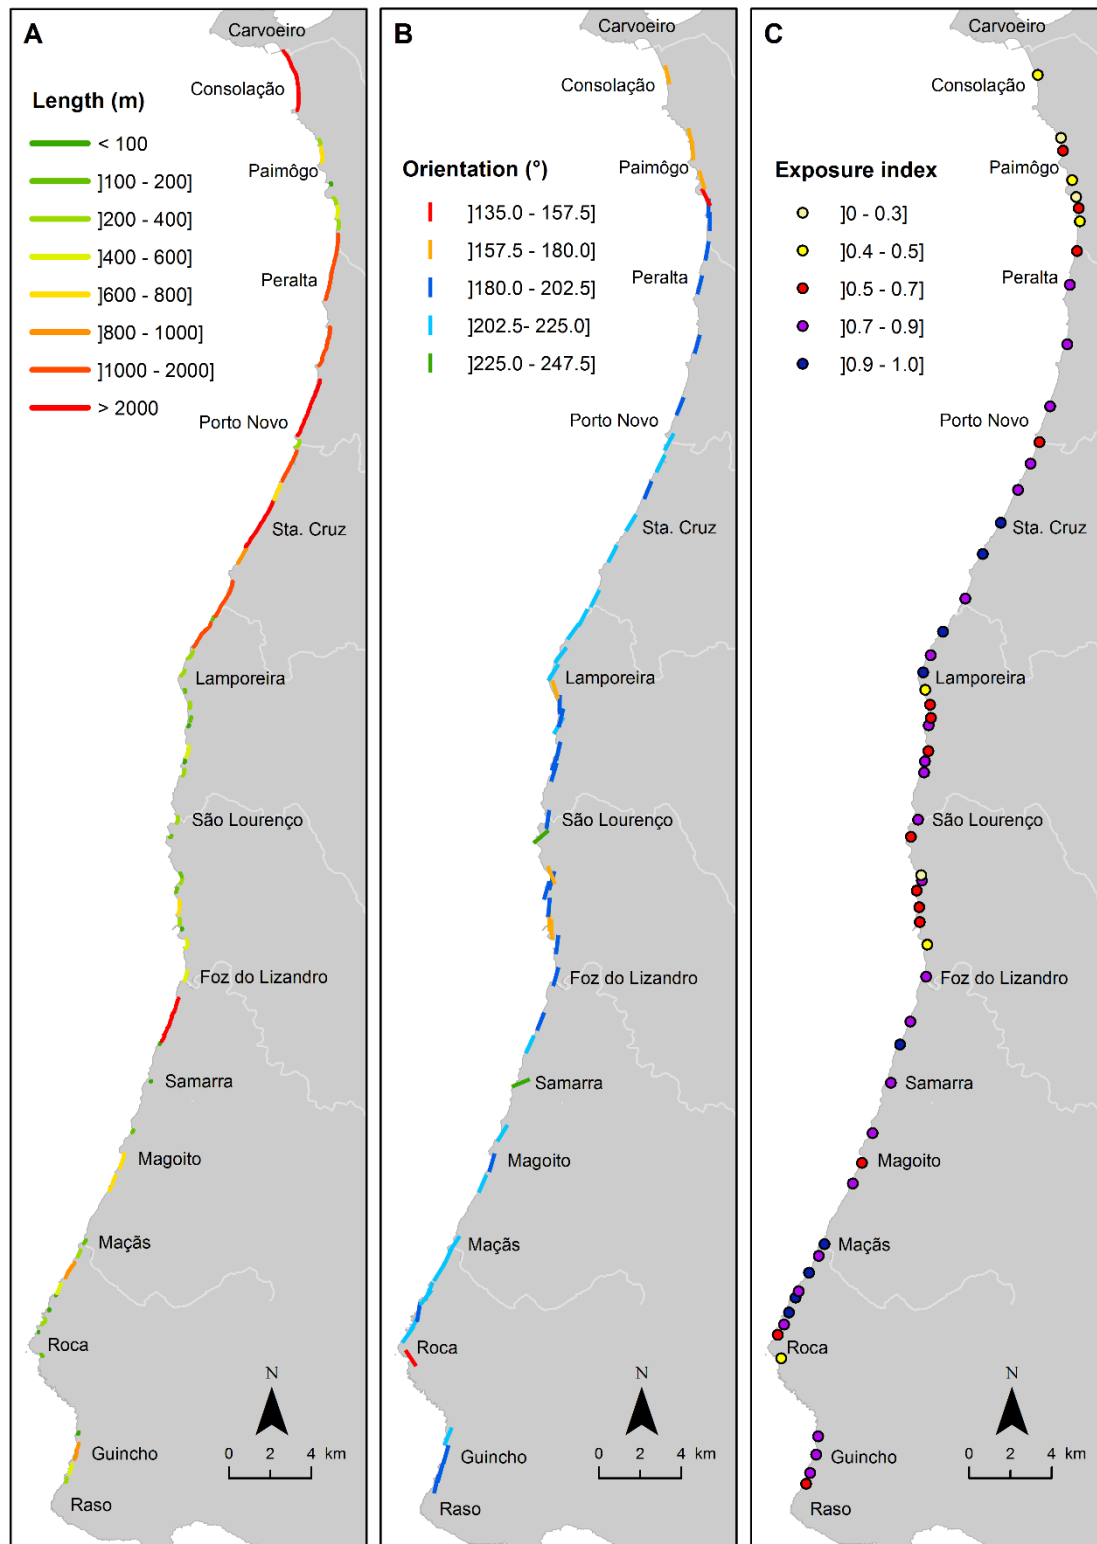 A
Carvoeiro
Consolação
Length (m)
< 100
]100 - 200]
]200 - 400]
]400 - 600]
]600 - 800]
]800 - 1000]
]1000 - 2000]
> 2000
Paimôgo
Peralta
Porto Novo
Sta. Cruz
Lamporeira
São Lourenço
Foz do Lizandro
Samarra
Magoito
Maçãs
Roca
N
0 2 4 km
Guincho
Raso
B
Carvoeiro
Consolação
Orientation (°)
]135.0 - 157.5]
]157.5 - 180.0]
]180.0 - 202.5]
]202.5- 225.0]
]225.0 - 247.5]
Paimôgo
Peralta
Porto Novo
Sta. Cruz
Lamporeira
São Lourenço
Foz do Lizandro
Samarra
Magoito
Maçãs
Roca
N
0 2 4 km
Guincho
Raso
C
Carvoeiro
Consolação
Exposure index
]0 - 0.3]
]0.4 - 0.5]
]0.5 - 0.7]
]0.7 - 0.9]
]0.9 - 1.0]
Paimôgo
Peralta
Porto Novo
Sta. Cruz
Lamporeira
São Lourenço
Foz do Lizandro
Samarra
Magoito
Maçãs
Roca
N
0 2 4 km
Guincho
Raso